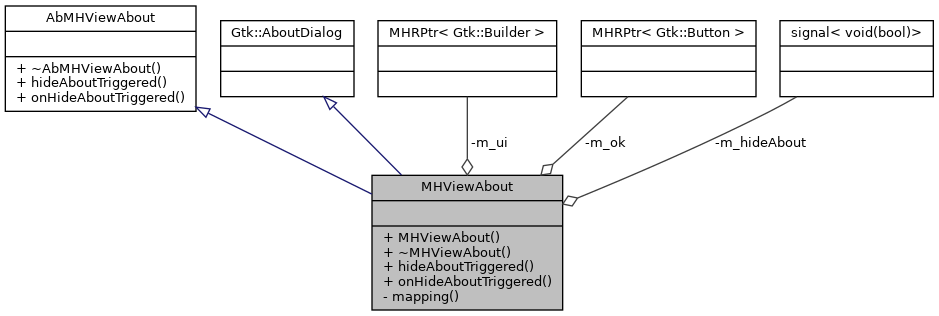 AbMHViewAbout
+ ~AbMHViewAbout()
+ hideAboutTriggered()
+ onHideAboutTriggered()
Gtk::AboutDialog
MHRPtr< Gtk::Builder >
MHRPtr< Gtk::Button >
signal< void(bool)>
-m_ui
-m_ok
-m_hideAbout
MHViewAbout
+ MHViewAbout()
+ ~MHViewAbout()
+ hideAboutTriggered()
+ onHideAboutTriggered()
- mapping()